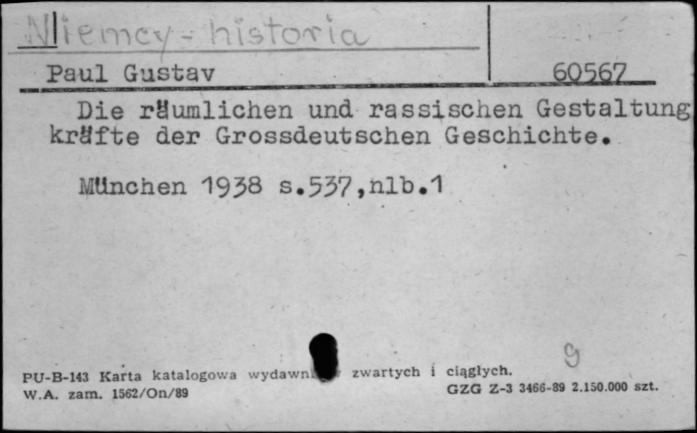 Niemcy - historia
Paul Gustav 60567
Die räumlichen und rassischen Gestaltung
kräfte der Grossdeutschen Geschichte.
München 1938 s.537,nlb.1
9
PU-B-143 Karta katalogowa zwartych i ciągłych.
W.A. zam. 1562/On/89 GZG Z-3 3466-89 2.150.000 szt.